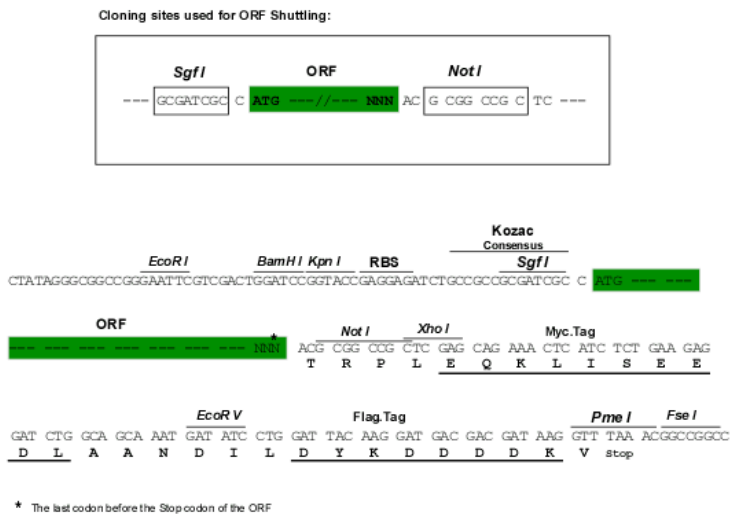 Cloning sites used for ORF Shuttling:
Sgf I ORF Not I
--- GCGATCGC C ATG ---//--- NNN AC G CGG CCG C TC ---
Kozac
Consensus
EcoR I BamH I Kpn I RBS Sgf I
CTATAGGGCGGCCGGGAATTCGTCGACTGGATCCGGTACCGAGGAGATCTGCCGCCGCGATCGC C ATG --- ---
ORF * Not I Xho I Myc.Tag
--- --- --- --- --- --- --- --- NNN ACG CGG CCG CTC GAG CAG AAA CTC ATC TCT GAA GAG
T R P L E Q K L I S E E
EcoR V Flag.Tag Pme I Fse I
GAT CTG GCA GCA AAT GAT ATC CTG GAT TAC AAG GAT GAC GAC GAT AAG GTT TAA ACGGCCGGCC
D L A A N D I L D Y K D D D D K V Stop
* The last codon before the Stop codon of the ORF